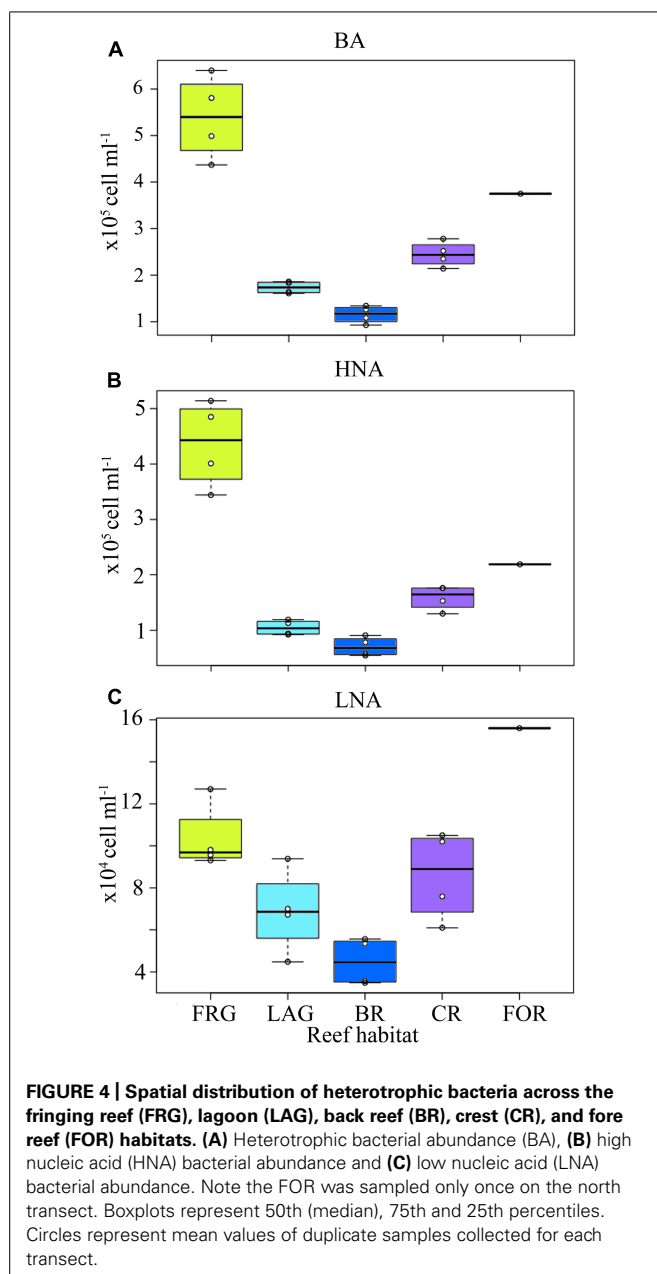 A
BA
x10⁵ cell ml⁻¹
6
5
4
3
2
1
B
HNA
x10⁵ cell ml⁻¹
5
4
3
2
1
C
LNA
x10⁴ cell ml⁻¹
16
12
8
4
FRG LAG BR CR FOR
Reef habitat
FIGURE 4 | Spatial distribution of heterotrophic bacteria across the
fringing reef (FRG), lagoon (LAG), back reef (BR), crest (CR), and fore
reef (FOR) habitats. (A) Heterotrophic bacterial abundance (BA), (B) high
nucleic acid (HNA) bacterial abundance and (C) low nucleic acid (LNA)
bacterial abundance. Note the FOR was sampled only once on the north
transect. Boxplots represent 50th (median), 75th and 25th percentiles.
Circles represent mean values of duplicate samples collected for each
transect.